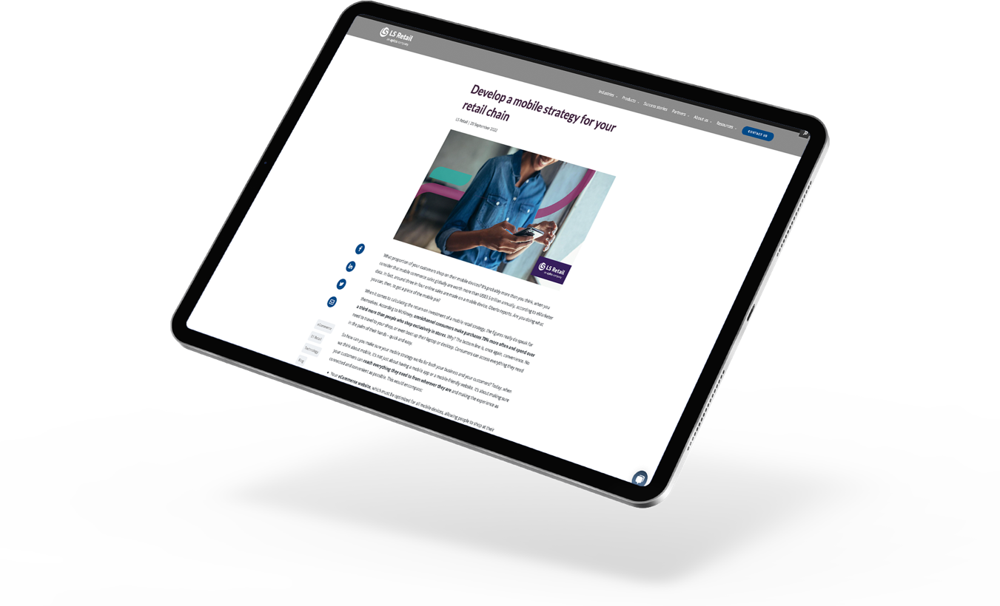 LS Retail
an aptos company
Industries
Products
Success stories
Partners
About us
Resources
CONTACT US
Develop a mobile strategy for your
retail chain
LS Retail | 20 September 2022
LS Retail
an aptos company
What proportion of your customers shop on their mobile devices? It's probably more than you think, when you
consider that mobile commerce sales globally are worth more than US$3.5 trillion annually, according to eMarketer
data. In fact, around three in four online sales are made on a mobile device, Oberlo reports. Are you doing what
you can, then, to get a piece of the mobile pie?
When it comes to calculating the return on investment of a mobile retail strategy, the figures really do speak for
themselves. According to McKinsey, omnichannel consumers make purchases 70% more often and spend over
a third more than people who shop exclusively in stores. Why? The bottom line is, once again, convenience. No
need to travel to your shop, or even boot up their laptop or desktop. Consumers can access everything they need
in the palm of their hands - quick and easy.
So how can you make sure your mobile strategy works for both your business and your customers? Today, when
we think about mobile, it's not just about having a mobile app or a mobile-friendly website. It's about making sure
your customers can reach everything they need to from wherever they are and making the experience as
connected and convenient as possible. This would encompass:
• Your eCommerce website, which must be optimized for all mobile devices, allowing people to shop at their
eCommerce
LS Retail
Technology
Blog